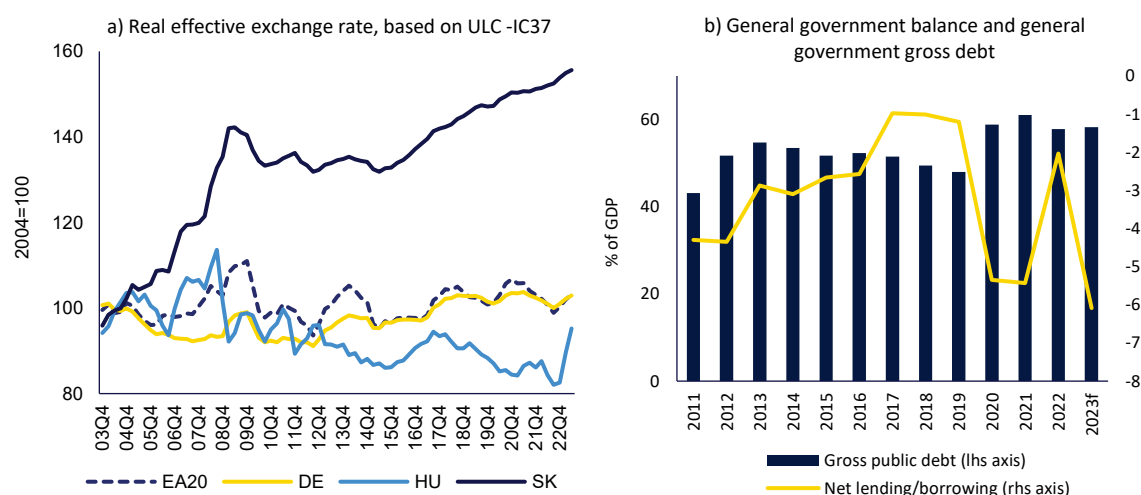 a) Real effective exchange rate, based on ULC -IC37
160
140
120
100
80
2004=100
03Q4
04Q4
05Q4
06Q4
07Q4
08Q4
09Q4
10Q4
11Q4
12Q4
13Q4
14Q4
15Q4
16Q4
17Q4
18Q4
19Q4
20Q4
21Q4
22Q4
EA20 DE HU SK
b) General government balance and general
government gross debt
60
40
20
0
% of GDP
0
-1
-2
-3
-4
-5
-6
-7
-8
2011
2012
2013
2014
2015
2016
2017
2018
2019
2020
2021
2022
2023f
Gross public debt (lhs axis)
Net lending/borrowing (rhs axis)